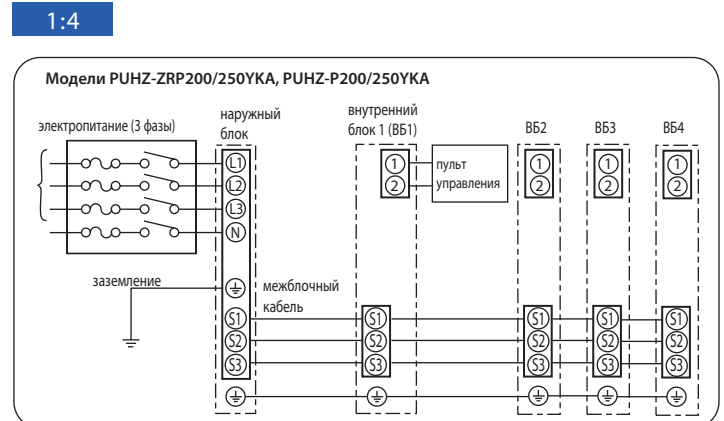 1:4
Модели PUHZ-ZRP200/250YKA, PUHZ-P200/250YKA
электропитание (3 фазы)
наружный
блок
внутренний
блок 1 (ВБ1)
ВБ2
ВБ3
ВБ4
L1
L2
L3
N
1
2
пульт
управления
1
2
1
2
1
2
заземление
межблочный
кабель
S1
S2
S3
S1
S2
S3
S1
S2
S3
S1
S2
S3
S1
S2
S3